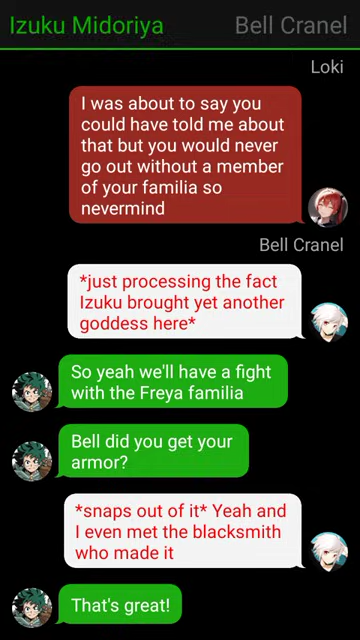 Izuku Midoriya Bell Cranel
Loki
I was about to say you
could have told me about
that but you would never
go out without a member
of your familia so
nevermind
Bell Cranel
*just processing the fact
Izuku brought yet another
goddess here*
So yeah we'll have a fight
with the Freya familia
Bell did you get your
armor?
*snaps out of it* Yeah and
I even met the blacksmith
who made it
That's great!